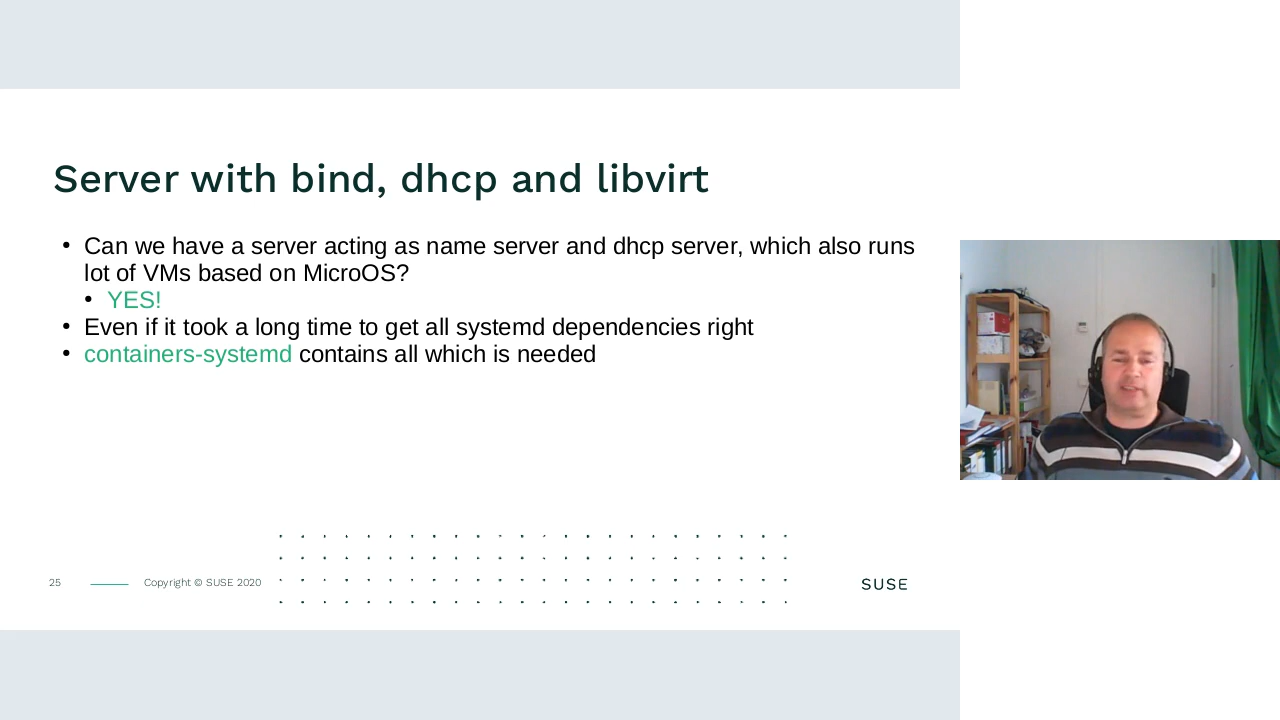 Server with bind, dhcp and libvirt
• Can we have a server acting as name server and dhcp server, which also runs
lot of VMs based on MicroOS?
• YES!
• Even if it took a long time to get all systemd dependencies right
• containers-systemd contains all which is needed
25
Copyright © SUSE 2020
SUSE